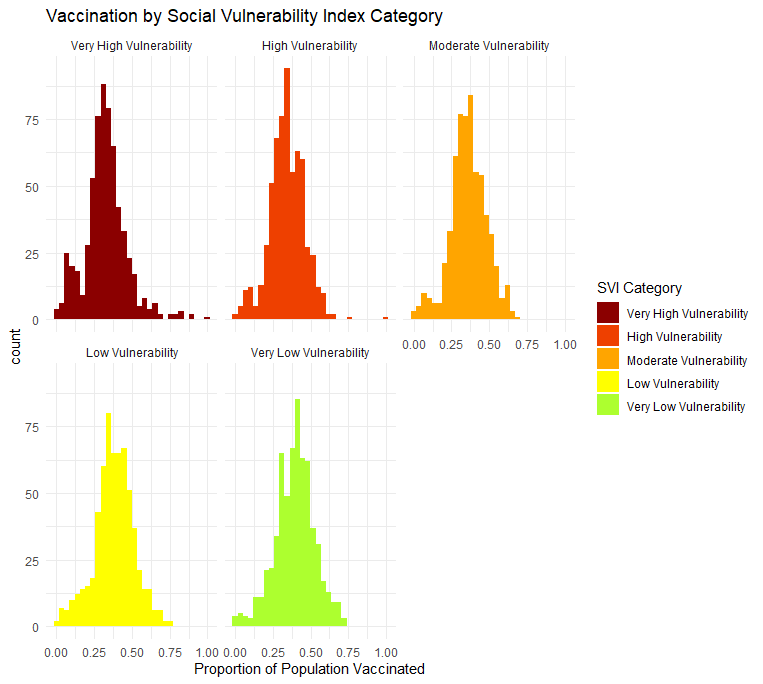 Vaccination by Social Vulnerability Index Category
Very High Vulnerability
High Vulnerability
Moderate Vulnerability
75
50
25
0
0.00 0.25 0.50 0.75 1.00
count
Low Vulnerability
Very Low Vulnerability
75
50
25
0
0.00 0.25 0.50 0.75 1.00
0.00 0.25 0.50 0.75 1.00
Proportion of Population Vaccinated
SVI Category
Very High Vulnerability
High Vulnerability
Moderate Vulnerability
Low Vulnerability
Very Low Vulnerability